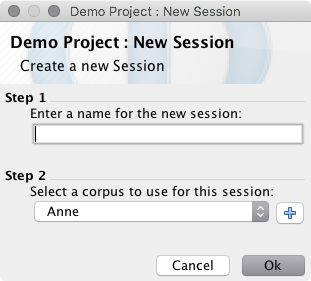 Demo Project : New Session
Demo Project : New Session
Create a new Session
Step 1
Enter a name for the new session:
Step 2
Select a corpus to use for this session:
Anne
Cancel
Ok